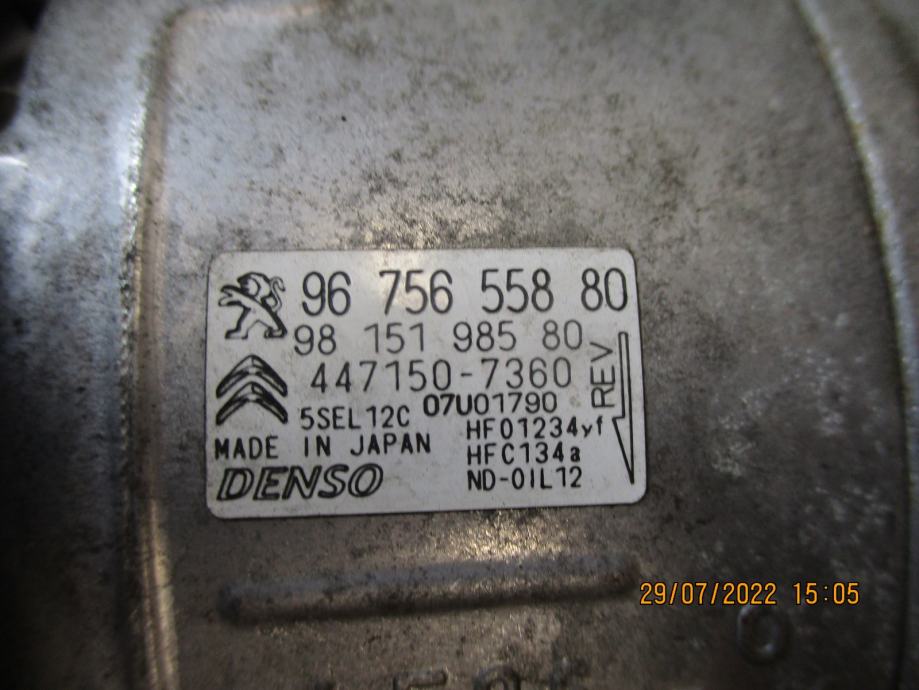 96 756 558 80
98 151 985 80
447150-7360
REV
5SEL12C 07U01790
HFO1234yf
MADE IN JAPAN
HFC134a
DENSO
ND-OIL12
29/07/2022 15:05